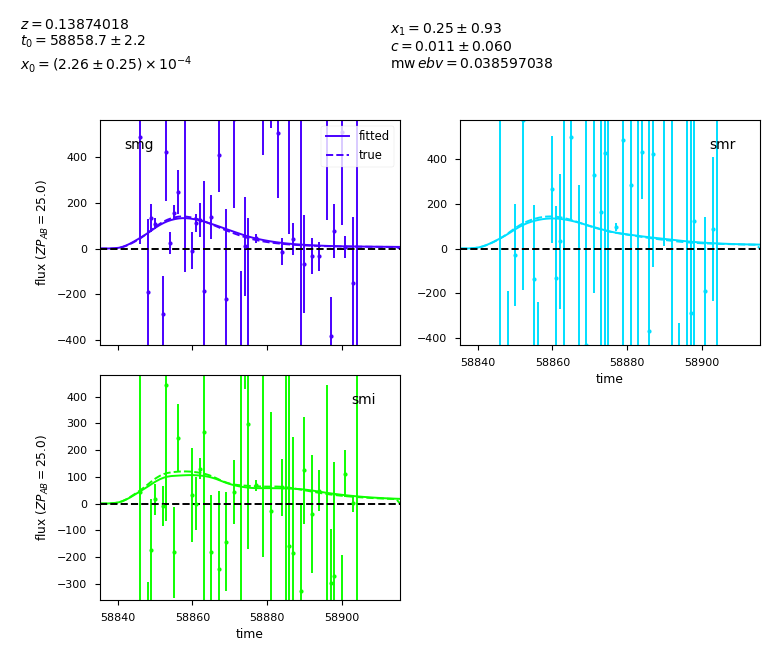 z = 0.13874018
t₀ = 58858.7 ± 2.2
x₀ = (2.26 ± 0.25) × 10⁻⁴
x₁ = 0.25 ± 0.93
c = 0.011 ± 0.060
mwebv = 0.038597038
smg
fitted
true
flux (ZP_AB = 25.0)
400
200
0
−200
−400
smr
400
200
0
−200
−400
58840
58860
58880
58900
time
smi
flux (ZP_AB = 25.0)
400
300
200
100
0
−100
−200
−300
58840
58860
58880
58900
time